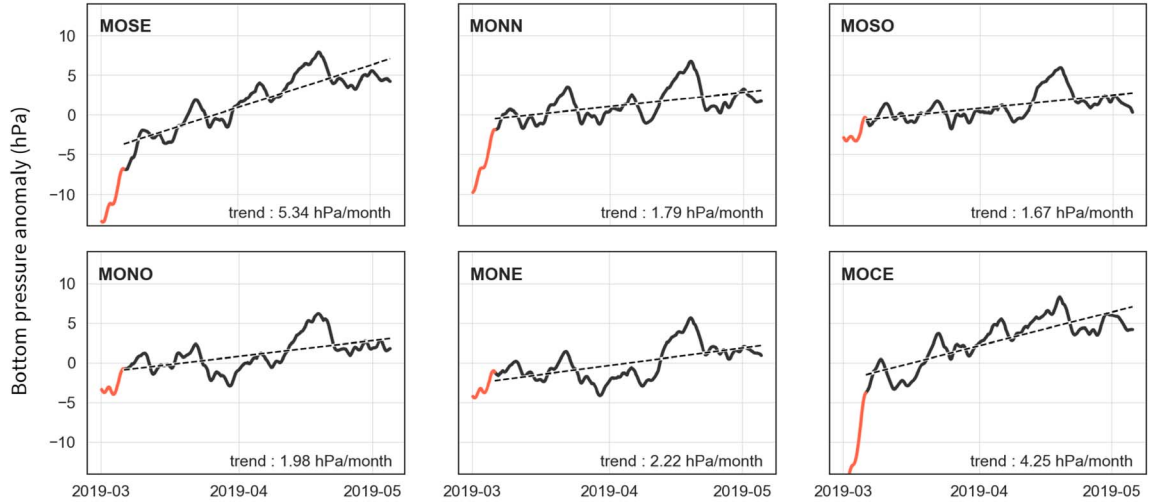 Bottom pressure anomaly (hPa)
MOSE
10
5
0
−5
−10
trend : 5.34 hPa/month
MONN
trend : 1.79 hPa/month
MOSO
trend : 1.67 hPa/month
MONO
10
5
0
−5
−10
trend : 1.98 hPa/month
2019-03 2019-04 2019-05
MONE
trend : 2.22 hPa/month
2019-03 2019-04 2019-05
MOCE
trend : 4.25 hPa/month
2019-03 2019-04 2019-05